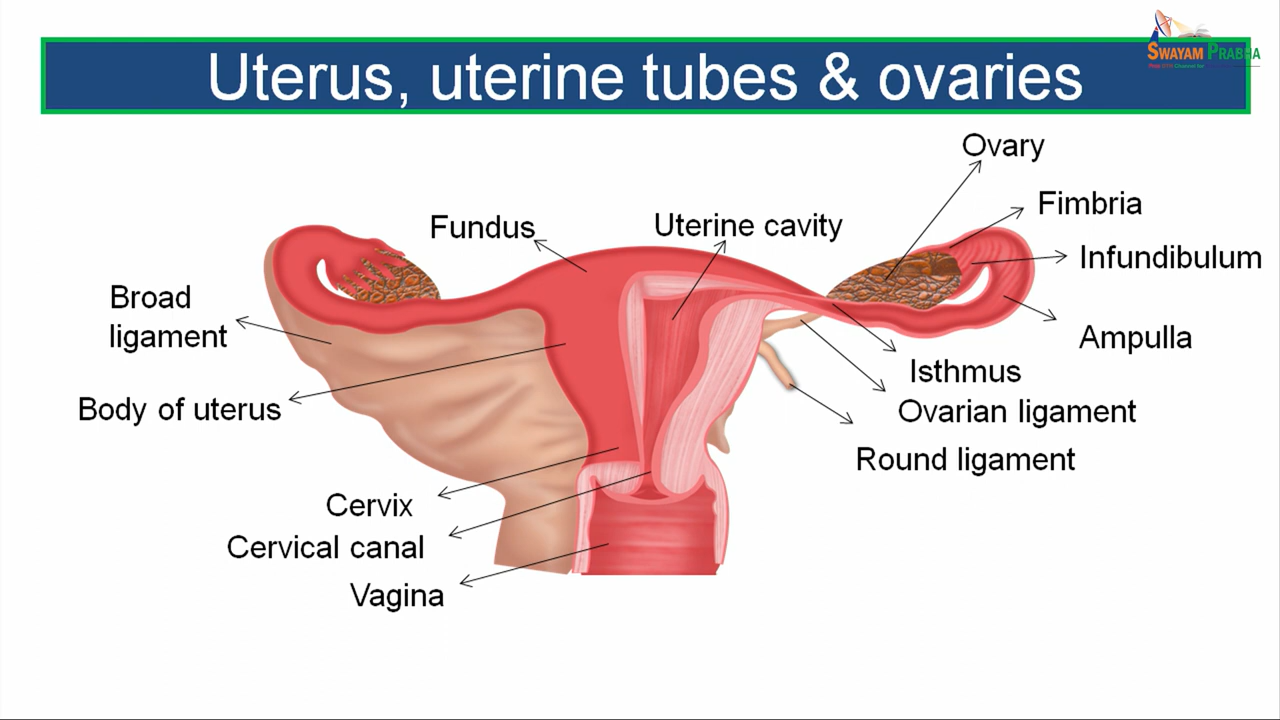 SWAYAM PRABHA
Uterus, uterine tubes & ovaries
Ovary
Fimbria
Fundus
Uterine cavity
Infundibulum
Broad
ligament
Ampulla
Isthmus
Body of uterus
Ovarian ligament
Round ligament
Cervix
Cervical canal
Vagina